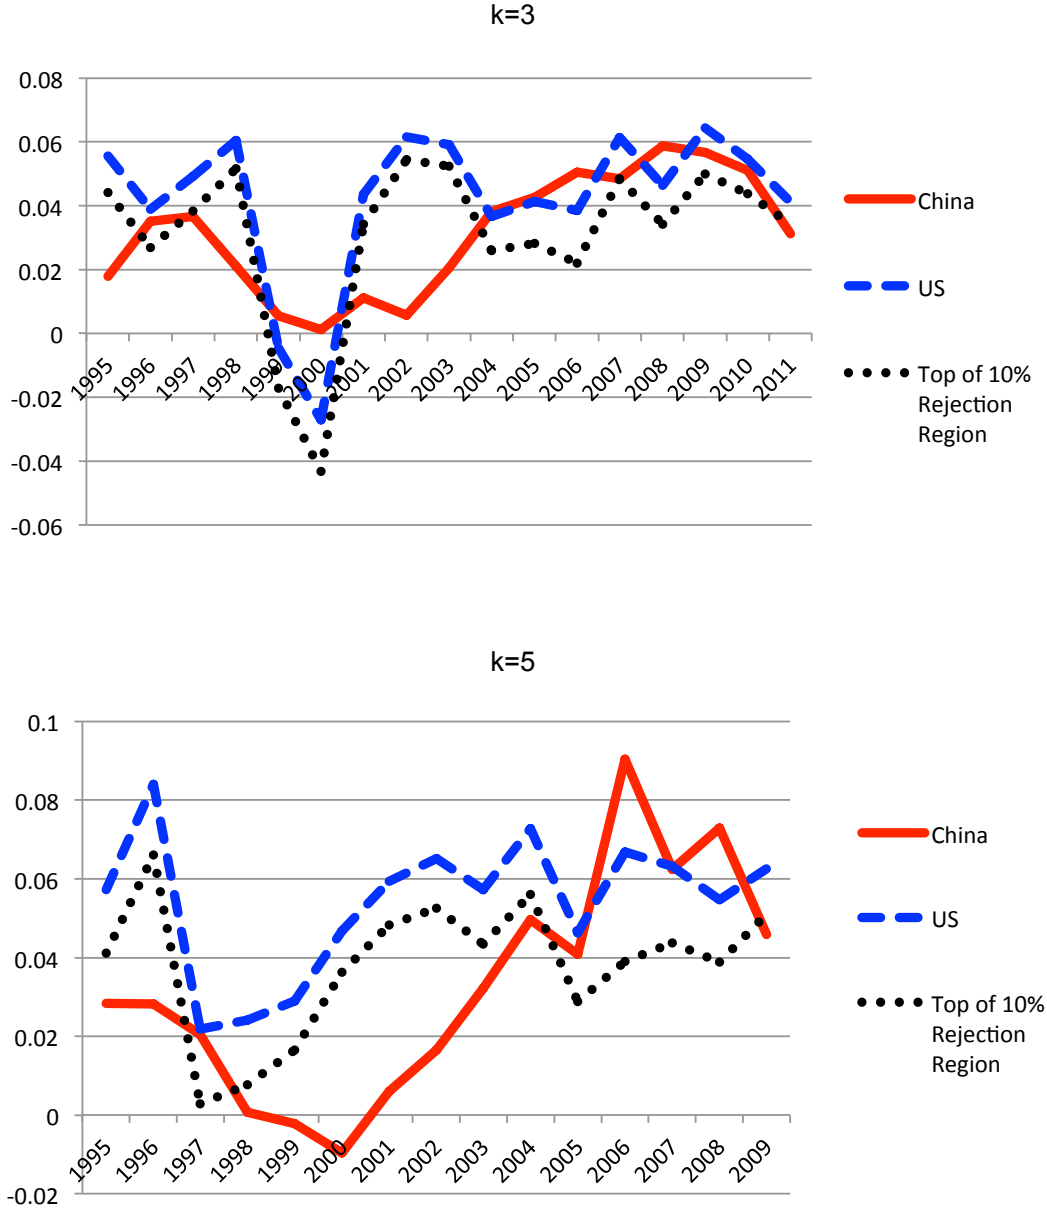 k=3
0.08
0.06
0.04
0.02
0
-0.02
-0.04
-0.06
1995 1996 1997 1998 1999 2000 2001 2002 2003 2004 2005 2006 2007 2008 2009 2010 2011
China
US
Top of 10%
Rejection
Region
k=5
0.1
0.08
0.06
0.04
0.02
0
-0.02
1995 1996 1997 1998 1999 2000 2001 2002 2003 2004 2005 2006 2007 2008 2009
China
US
Top of 10%
Rejection
Region